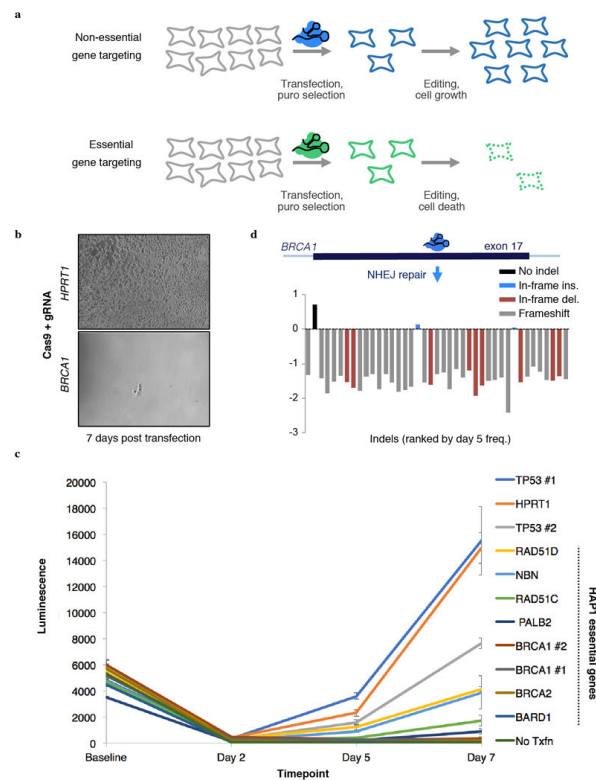 a
Non-essential
gene targeting
Transfection,
puro selection
Editing,
cell growth
Essential
gene targeting
Transfection,
puro selection
Editing,
cell death
b
Cas9 + gRNA
HPRT1
BRCA1
7 days post transfection
d
BRCA1
exon 17
NHEJ repair
No indel
In-frame ins.
In-frame del.
Frameshift
1
0
-1
-2
-3
Indels (ranked by day 5 freq.)
c
Luminescence
20000
18000
16000
14000
12000
10000
8000
6000
4000
2000
0
Baseline
Day 2
Day 5
Day 7
Timepoint
TP53 #1
HPRT1
TP53 #2
RAD51D
NBN
RAD51C
PALB2
BRCA1 #2
BRCA1 #1
BRCA2
BARD1
No Txfn
HAP1 essential genes